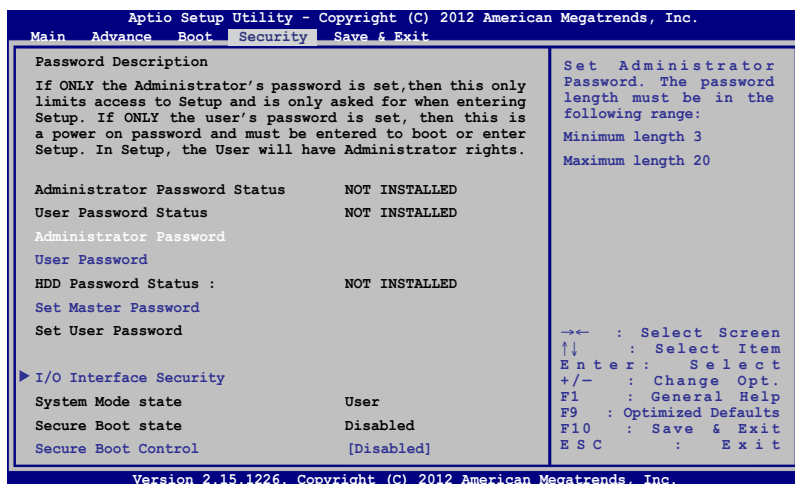 Aptio Setup Utility - Copyright (C) 2012 American Megatrends, Inc.
Main Advance Boot Security Save & Exit
Password Description
If ONLY the Administrator's password is set,then this only
limits access to Setup and is only asked for when entering
Setup. If ONLY the user's password is set, then this is
a power on password and must be entered to boot or enter
Setup. In Setup, the User will have Administrator rights.
Administrator Password Status NOT INSTALLED
User Password Status NOT INSTALLED
Administrator Password
User Password
HDD Password Status : NOT INSTALLED
Set Master Password
Set User Password
▶ I/O Interface Security
System Mode state User
Secure Boot state Disabled
Secure Boot Control [Disabled]
Set Administrator
Password. The password
length must be in the
following range:
Minimum length 3
Maximum length 20
→← : Select Screen
↑↓ : Select Item
Enter: Select
+/— : Change Opt.
F1 : General Help
F9 : Optimized Defaults
F10 : Save & Exit
ESC : Exit
Version 2.15.1226. Copyright (C) 2012 American Megatrends, Inc.